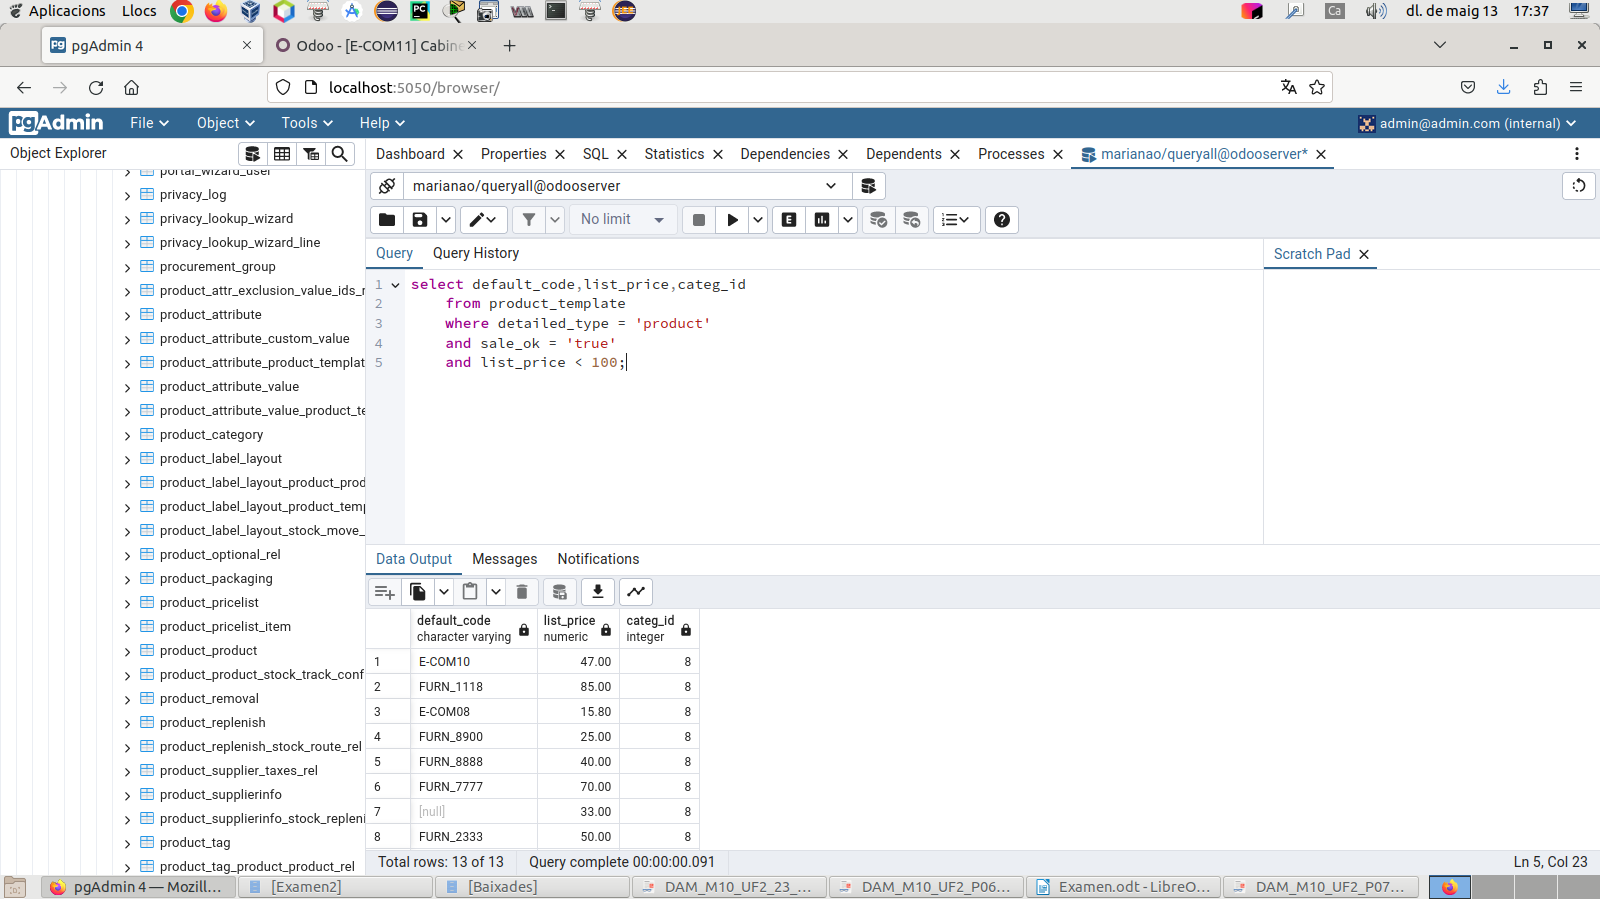 Aplicacions Llocs Ca dl. de maig 13 17:37
pgAdmin 4 Odoo - [E-COM11] Cabine
localhost:5050/browser/
pgAdmin File Object Tools Help admin@admin.com (internal)
Object Explorer Dashboard Properties SQL Statistics Dependencies Dependents Processes marianao/queryall@odooserver*
marianao/queryall@odooserver
No limit
Query Query History Scratch Pad
1 select default_code,list_price,categ_id
2 from product_template
3 where detailed_type = 'product'
4 and sale_ok = 'true'
5 and list_price < 100;
portal_wizard_user
privacy_log
privacy_lookup_wizard
privacy_lookup_wizard_line
procurement_group
product_attr_exclusion_value_ids_r
product_attribute
product_attribute_custom_value
product_attribute_product_templat
product_attribute_value
product_attribute_value_product_te
product_category
product_label_layout
product_label_layout_product_prod
product_label_layout_product_temp
product_label_layout_stock_move_
product_optional_rel
product_packaging
product_pricelist
product_pricelist_item
product_product
product_product_stock_track_conf
product_removal
product_replenish
product_replenish_stock_route_rel
product_supplier_taxes_rel
product_supplierinfo
product_supplierinfo_stock_repleni
product_tag
product_tag_product_product_rel
Data Output Messages Notifications
default_code list_price categ_id
character varying numeric integer
1 E-COM10 47.00 8
2 FURN_1118 85.00 8
3 E-COM08 15.80 8
4 FURN_8900 25.00 8
5 FURN_8888 40.00 8
6 FURN_7777 70.00 8
7 [null] 33.00 8
8 FURN_2333 50.00 8
Total rows: 13 of 13 Query complete 00:00:00.091 Ln 5, Col 23
pgAdmin 4 — Mozill... [Examen2] [Baixades] DAM_M10_UF2_23_... DAM_M10_UF2_P06... Examen.odt - LibreO... DAM_M10_UF2_P07...